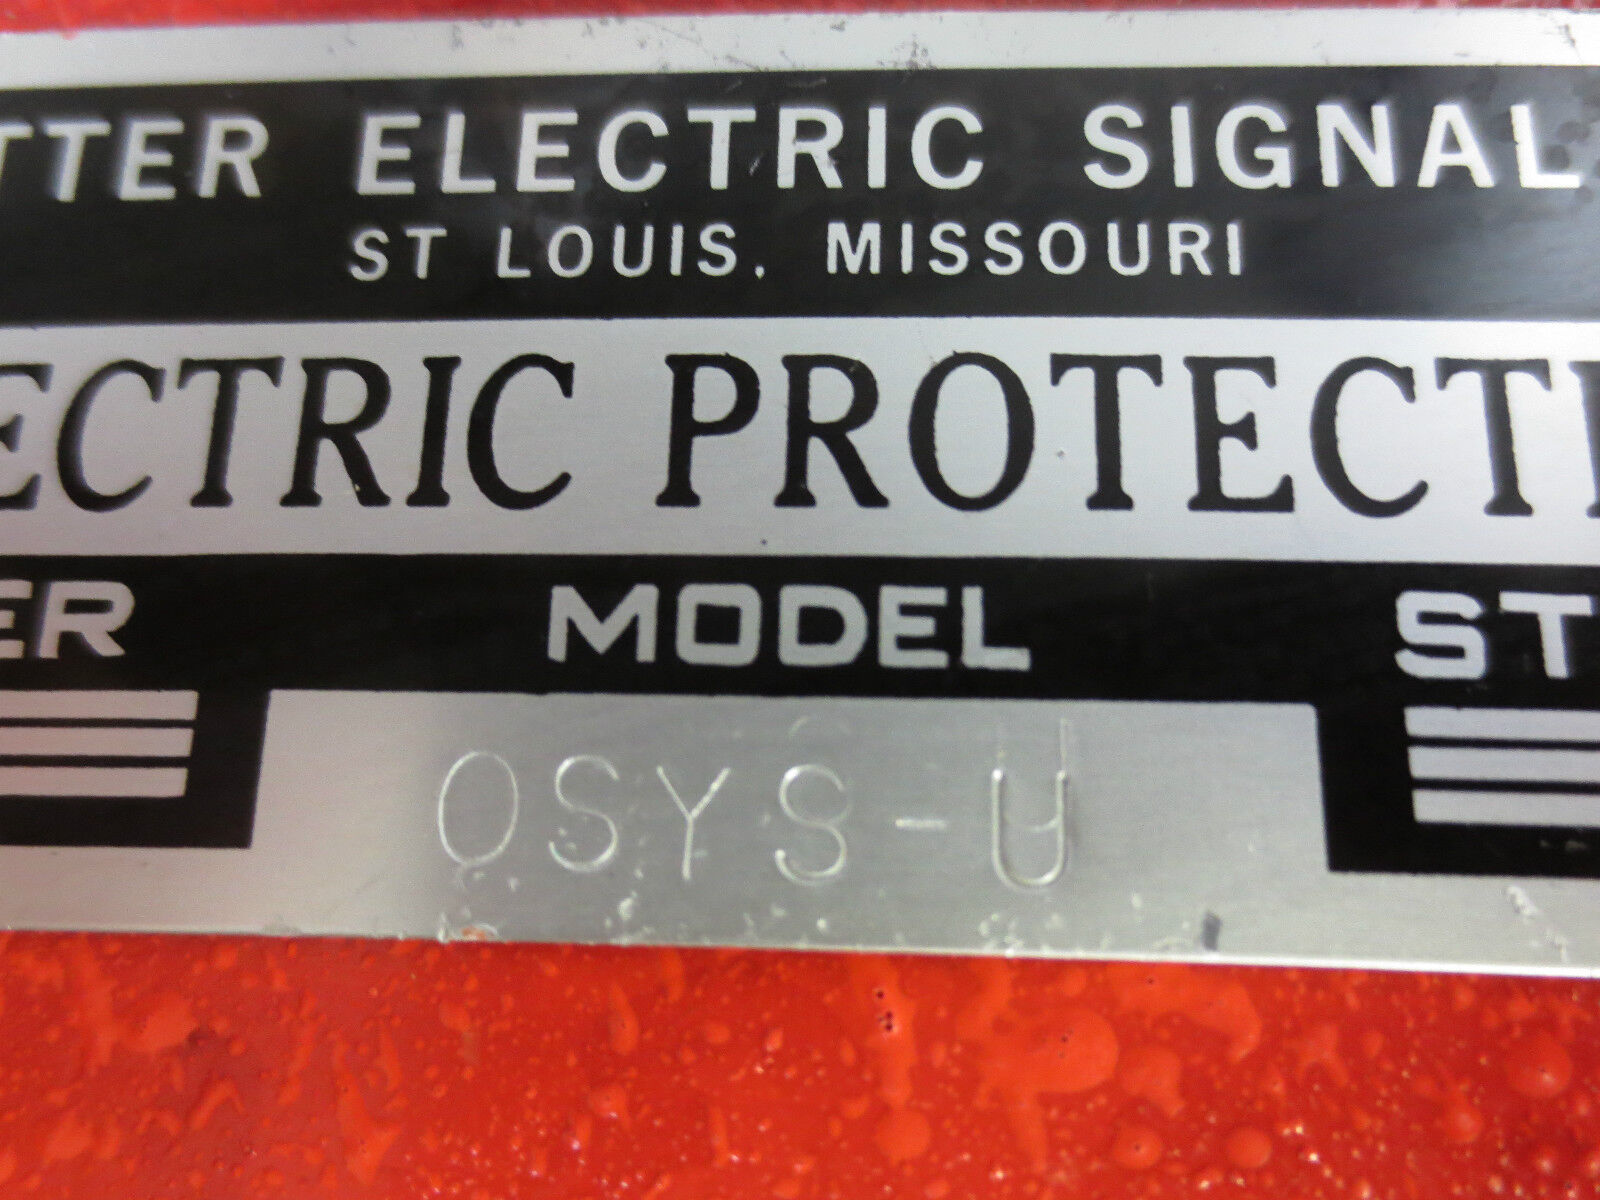 TTER ELECTRIC SIGNAL
ST LOUIS, MISSOURI
ECTRIC PROTECTI
ER MODEL ST
OSYS-U